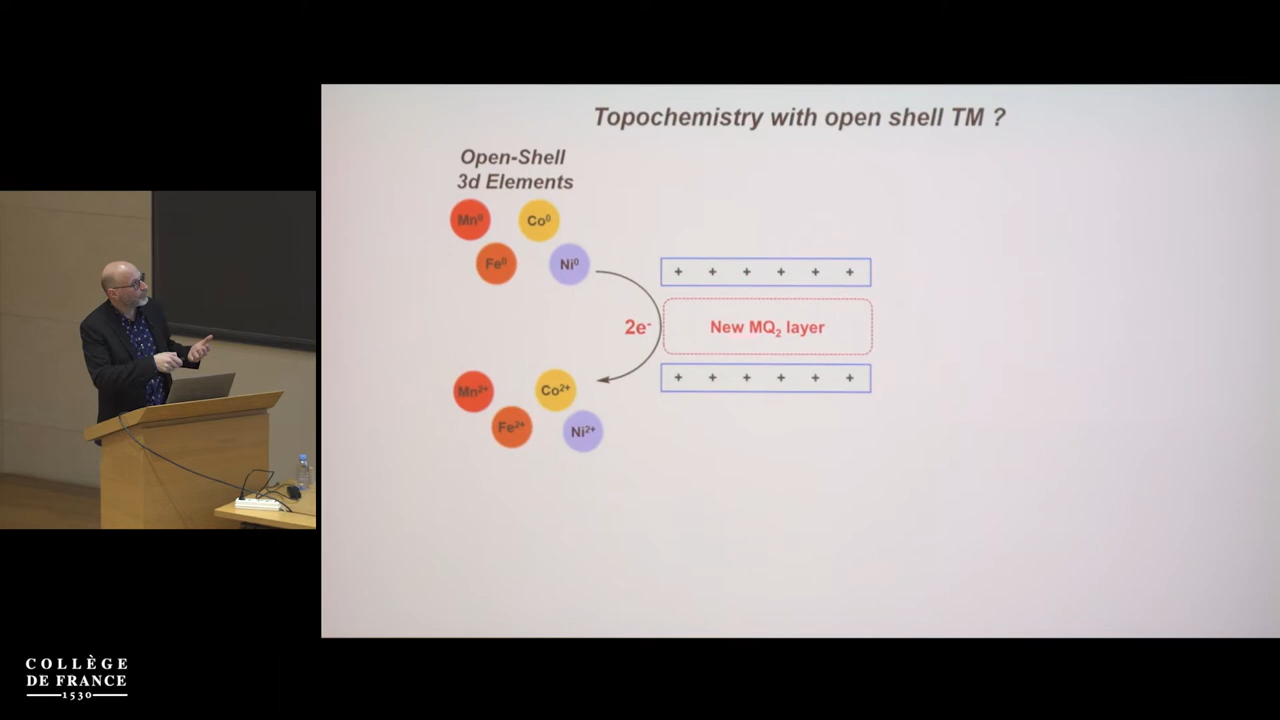 Topochemistry with open shell TM ?
Open-Shell
3d Elements
Mn⁰
Co⁰
Fe⁰
Ni⁰
+ + + + + +
2e⁻
New MQ₂ layer
+ + + + + +
Mn²⁺
Co²⁺
Fe²⁺
Ni²⁺
COLLÈGE
DE FRANCE
1530